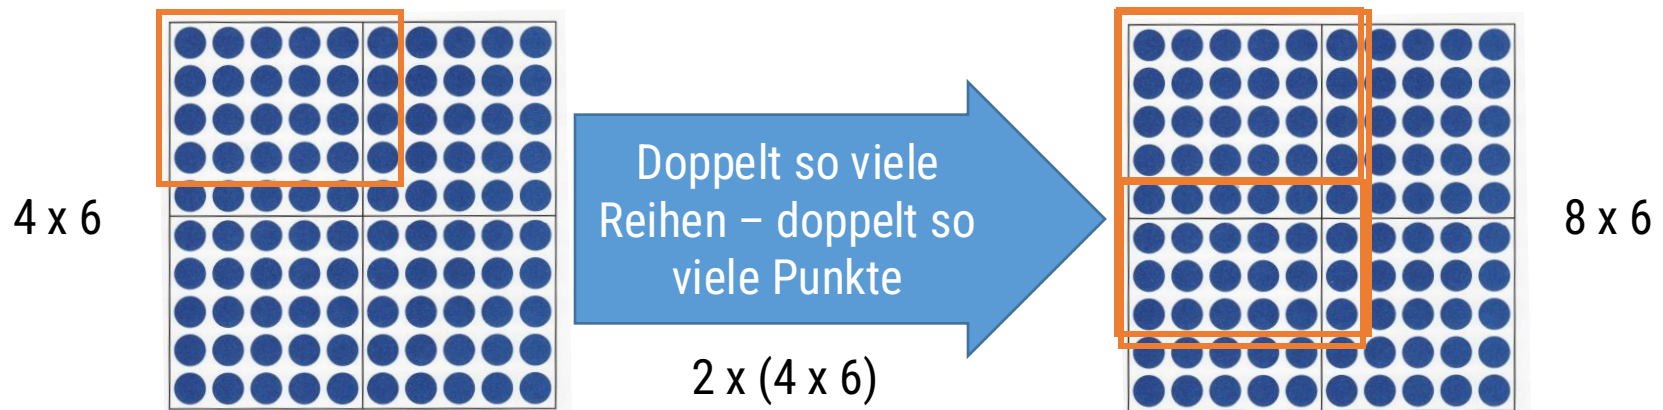 4 x 6
Doppelt so viele
Reihen – doppelt so
viele Punkte
2 x (4 x 6)
8 x 6